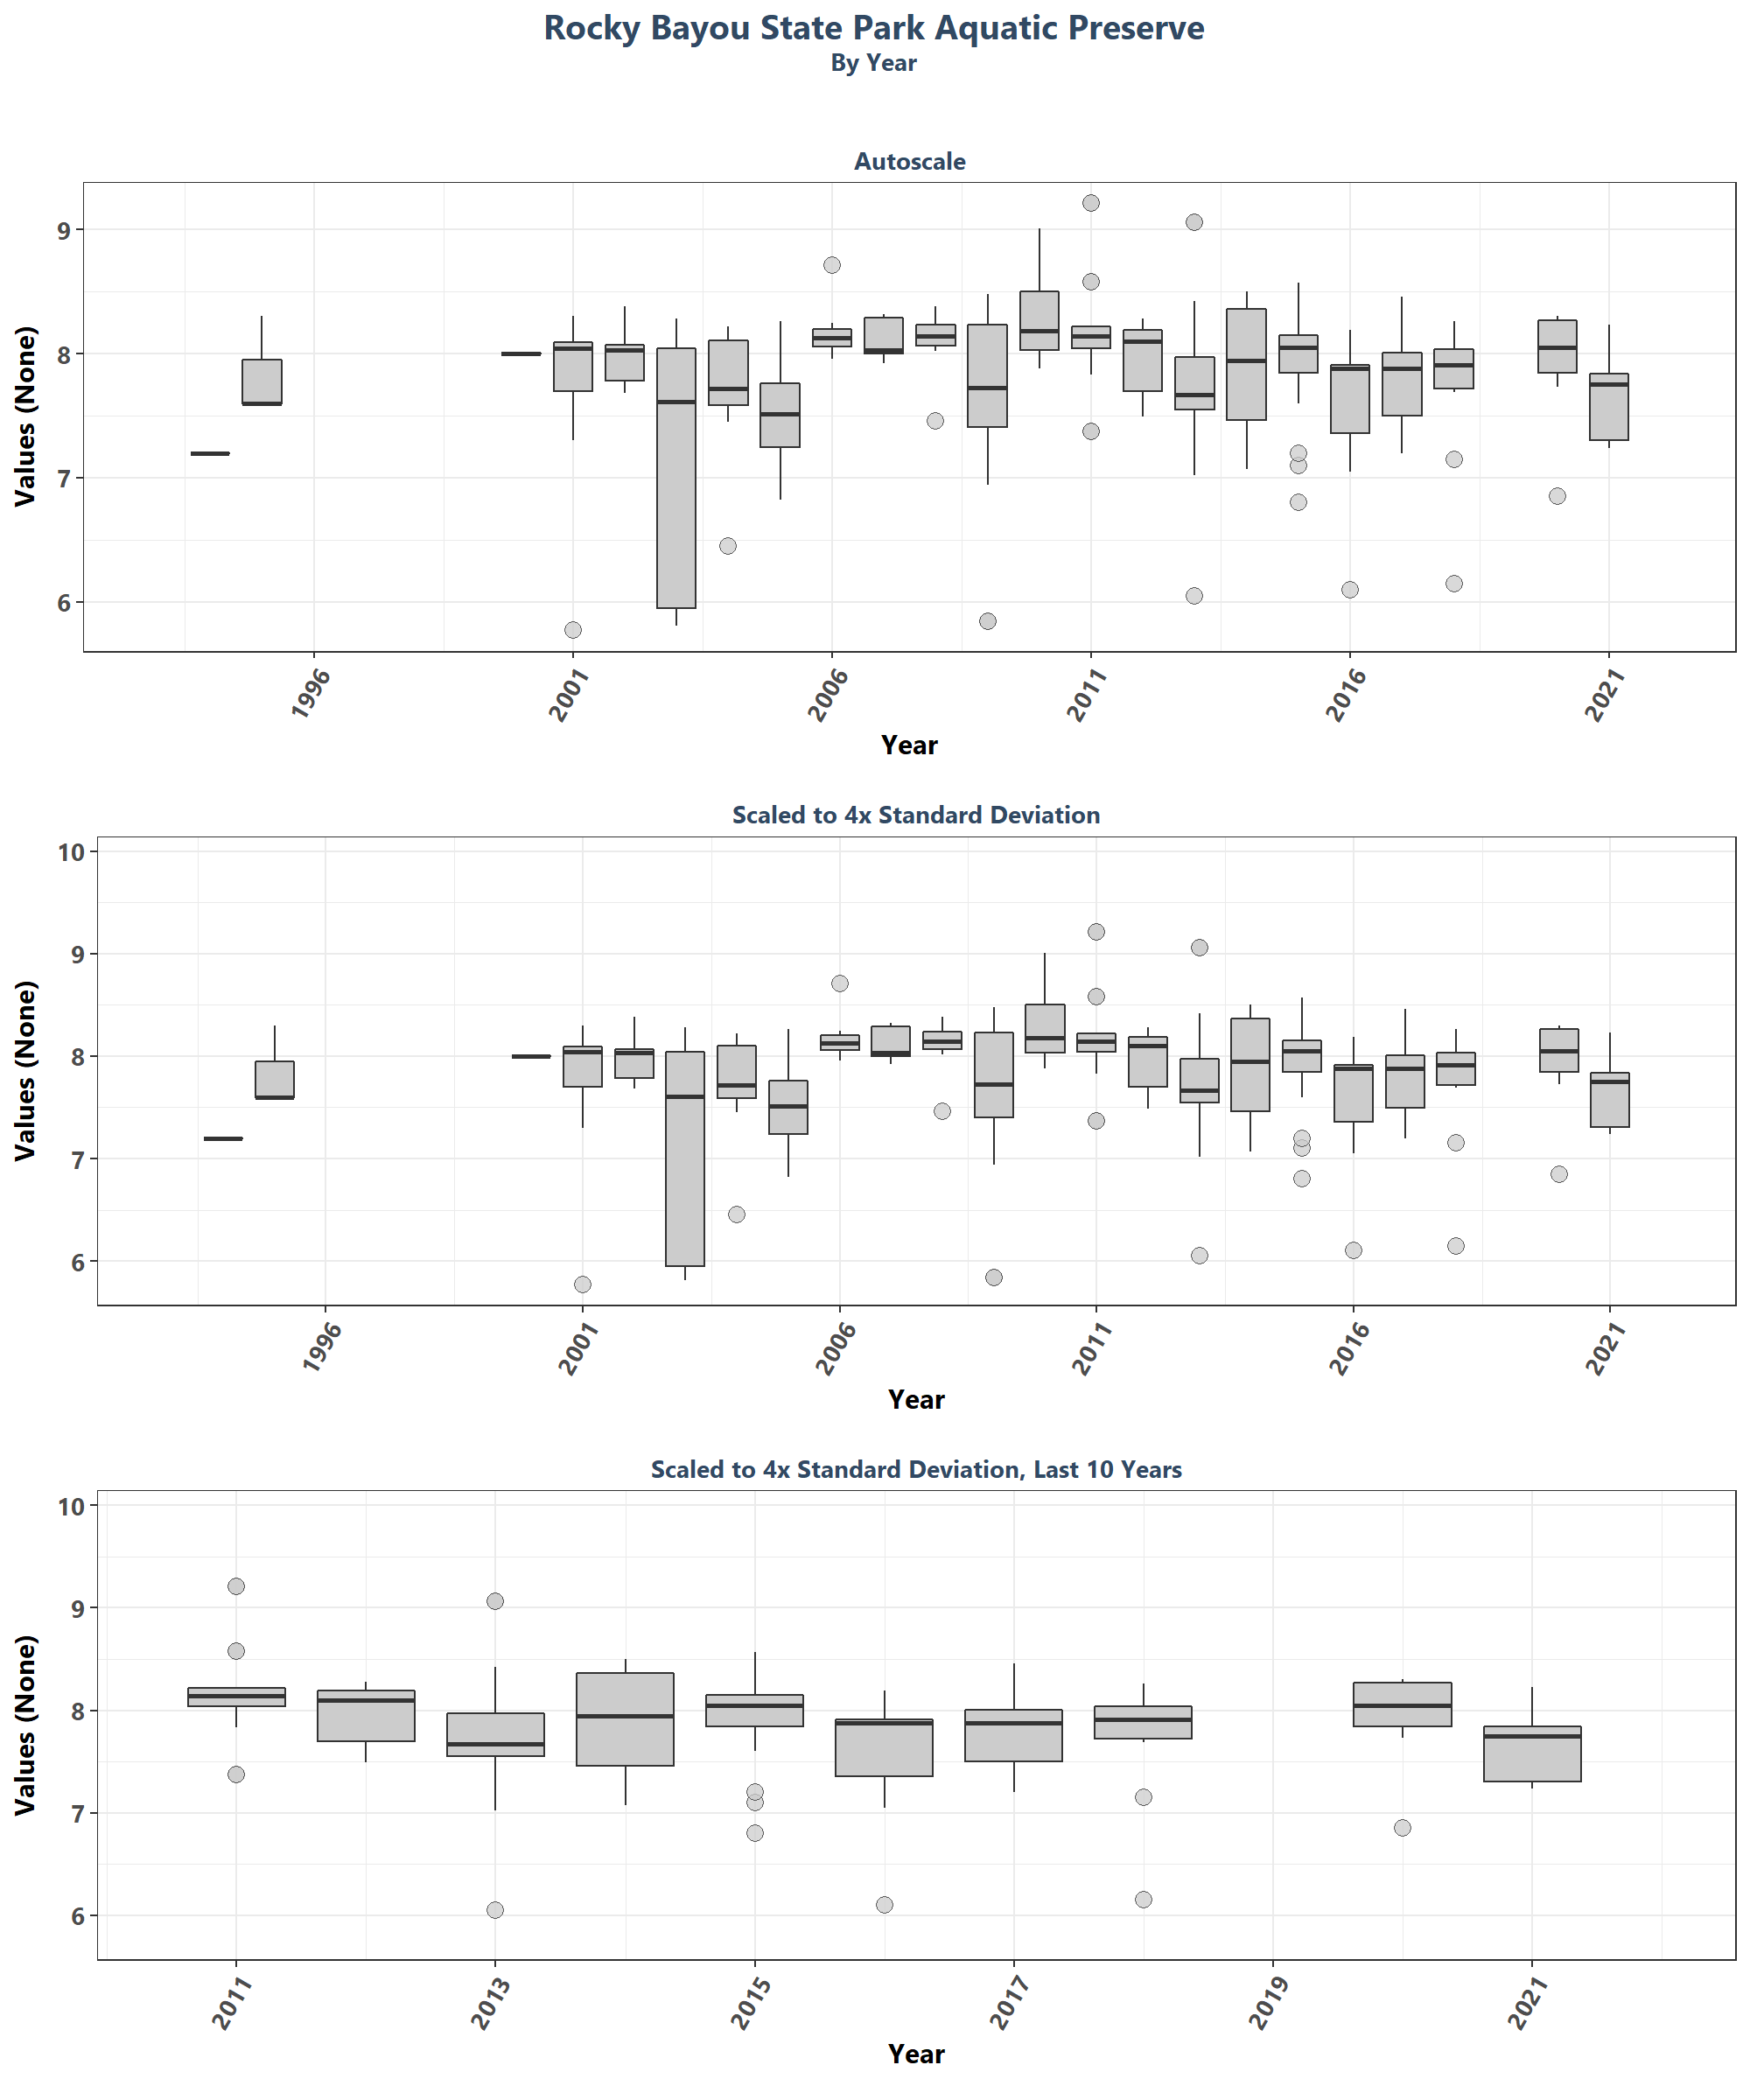 Rocky Bayou State Park Aquatic Preserve
By Year
Autoscale
Values (None)
9
8
7
6
1996
2001
2006
2011
2016
2021
Year
Scaled to 4x Standard Deviation
Values (None)
10
9
8
7
6
1996
2001
2006
2011
2016
2021
Year
Scaled to 4x Standard Deviation, Last 10 Years
Values (None)
10
9
8
7
6
2011
2013
2015
2017
2019
2021
Year